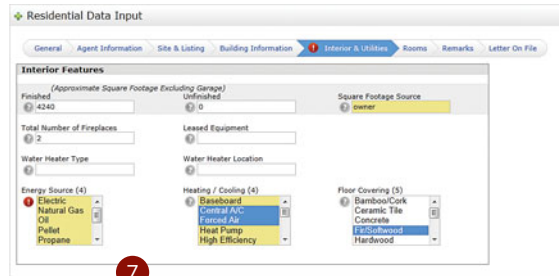 Residential Data Input
General Agent Information Site & Listing Building Information Interior & Utilities Rooms Remarks Letter On File
Interior Features
(Approximate Square Footage Excluding Garage)
Finished Unfinished Square Footage Source
4240 0 owner
Total Number of Fireplaces Leased Equipment
2
Water Heater Type Water Heater Location
Energy Source (4) Heating / Cooling (4) Floor Covering (5)
Electric Baseboard Bamboo/Cork
Natural Gas Central A/C Ceramic Tile
Oil Forced Air Concrete
Pellet Heat Pump Fir/Softwood
Propane High Efficiency Hardwood
7